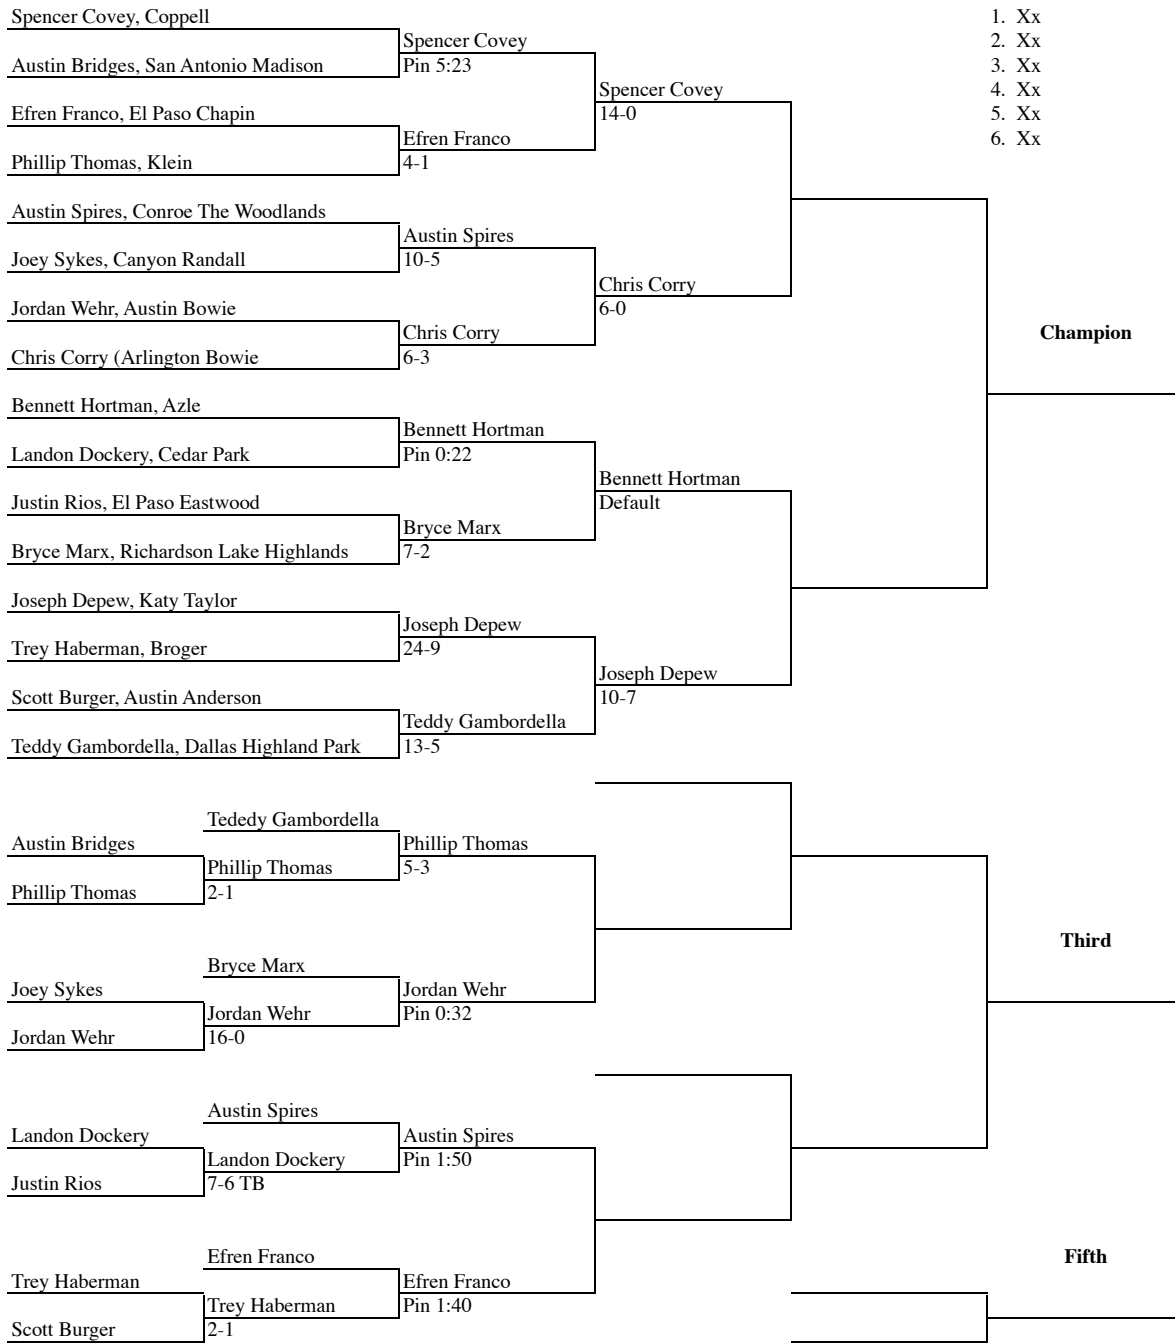 Spencer Covey, Coppell
1. Xx
Spencer Covey
2. Xx
Austin Bridges, San Antonio Madison
Pin 5:23
3. Xx
Spencer Covey
4. Xx
Efren Franco, El Paso Chapin
14-0
5. Xx
Efren Franco
6. Xx
Phillip Thomas, Klein
4-1
Austin Spires, Conroe The Woodlands
Austin Spires
Joey Sykes, Canyon Randall
10-5
Chris Corry
Jordan Wehr, Austin Bowie
6-0
Chris Corry
Champion
Chris Corry (Arlington Bowie
6-3
Bennett Hortman, Azle
Bennett Hortman
Landon Dockery, Cedar Park
Pin 0:22
Bennett Hortman
Justin Rios, El Paso Eastwood
Default
Bryce Marx
Bryce Marx, Richardson Lake Highlands
7-2
Joseph Depew, Katy Taylor
Joseph Depew
Trey Haberman, Broger
24-9
Joseph Depew
Scott Burger, Austin Anderson
10-7
Teddy Gambordella
Teddy Gambordella, Dallas Highland Park
13-5
Tededy Gambordella
Austin Bridges
Phillip Thomas
Phillip Thomas
5-3
Phillip Thomas
2-1
Third
Bryce Marx
Joey Sykes
Jordan Wehr
Jordan Wehr
Pin 0:32
Jordan Wehr
16-0
Austin Spires
Landon Dockery
Austin Spires
Landon Dockery
Pin 1:50
Justin Rios
7-6 TB
Efren Franco
Fifth
Trey Haberman
Efren Franco
Trey Haberman
Pin 1:40
Scott Burger
2-1